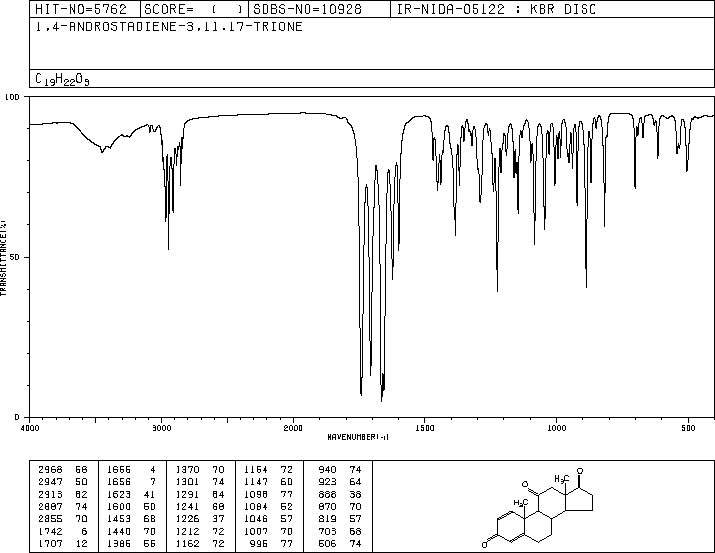 HIT-NO=5762 SCORE= ( ) SDBS-NO=10928 IR-NIDA-05122 : KBR DISC
1,4-ANDROSTADIENE-3,11,17-TRIONE
C19H22O3
100
50
0
TRANSMITTANCE(%)
4000 3000 2000 1500 1000 500
WAVENUMBER(-1)
2968 58 1666 4 1370 70 1154 72 940 74
2947 50 1656 7 1301 74 1147 60 923 64
2913 62 1623 41 1291 64 1098 77 888 38
2887 74 1600 50 1241 68 1084 52 870 70
2855 70 1453 68 1226 37 1046 57 819 57
1742 6 1440 70 1212 72 1007 70 703 68
1707 12 1386 55 1162 72 996 77 506 74
O
O
H3C
H3C
O